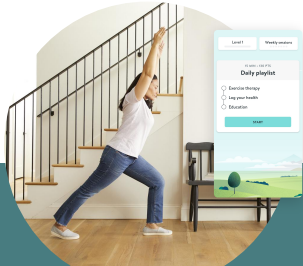 Level 1
Weekly sessions
Daily playlist
Exercise therapy
Log your health
Education
START